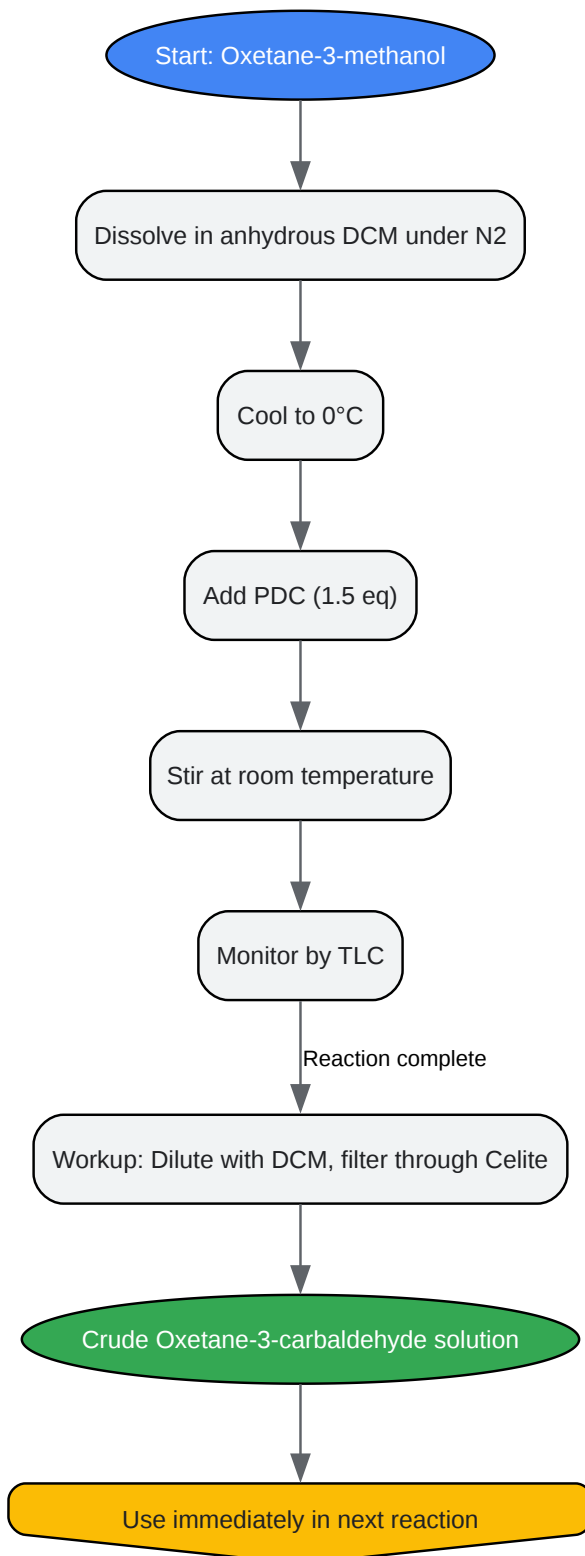 Start: Oxetane-3-methanol
Dissolve in anhydrous DCM under N2
Cool to 0°C
Add PDC (1.5 eq)
Stir at room temperature
Monitor by TLC
Reaction complete
Workup: Dilute with DCM, filter through Celite
Crude Oxetane-3-carbaldehyde solution
Use immediately in next reaction